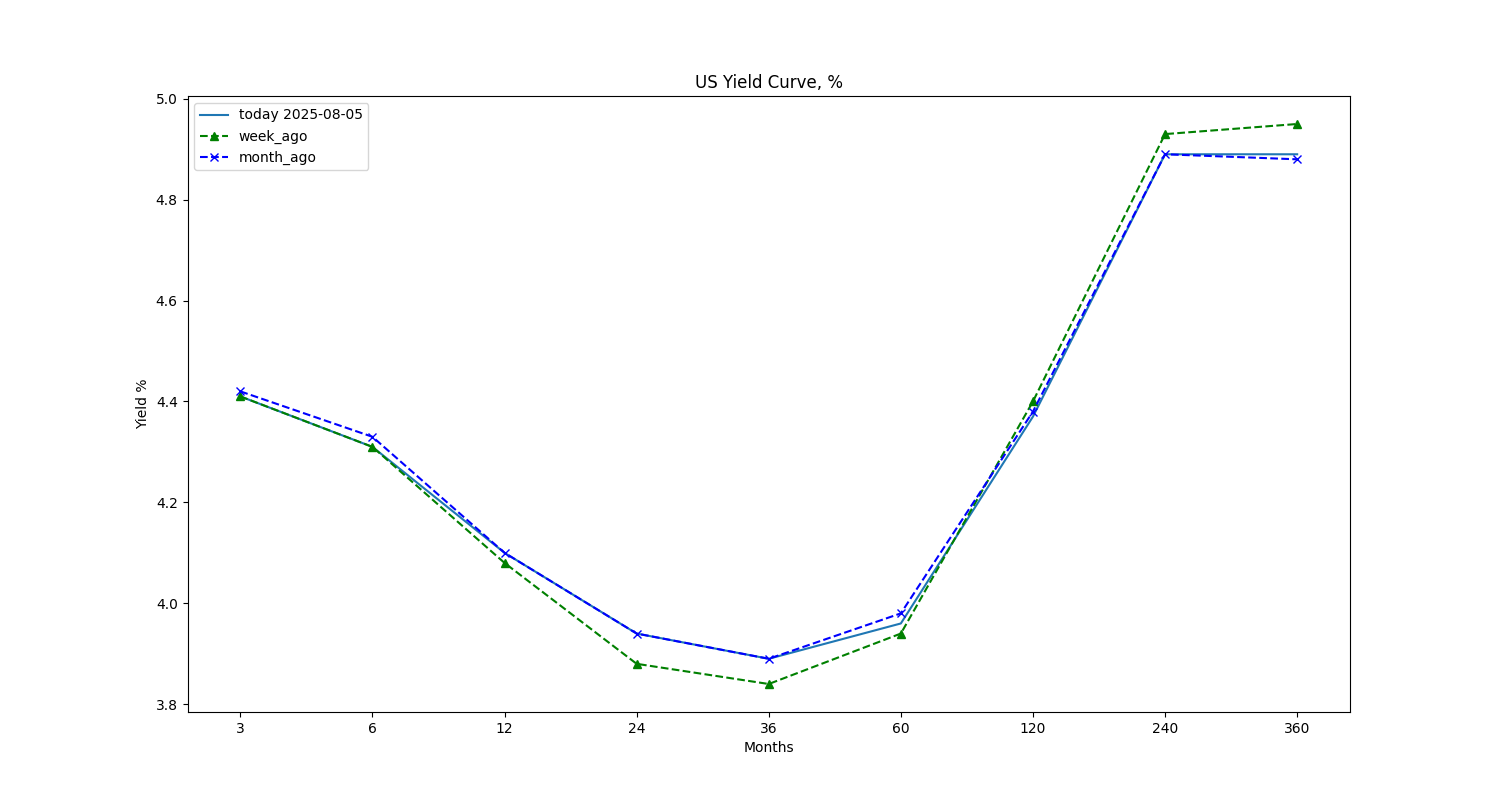 US Yield Curve, %
today 2025-08-05
week_ago
month_ago
5.0
4.8
4.6
4.4
4.2
4.0
3.8
Yield %
3 6 12 24 36 60 120 240 360
Months